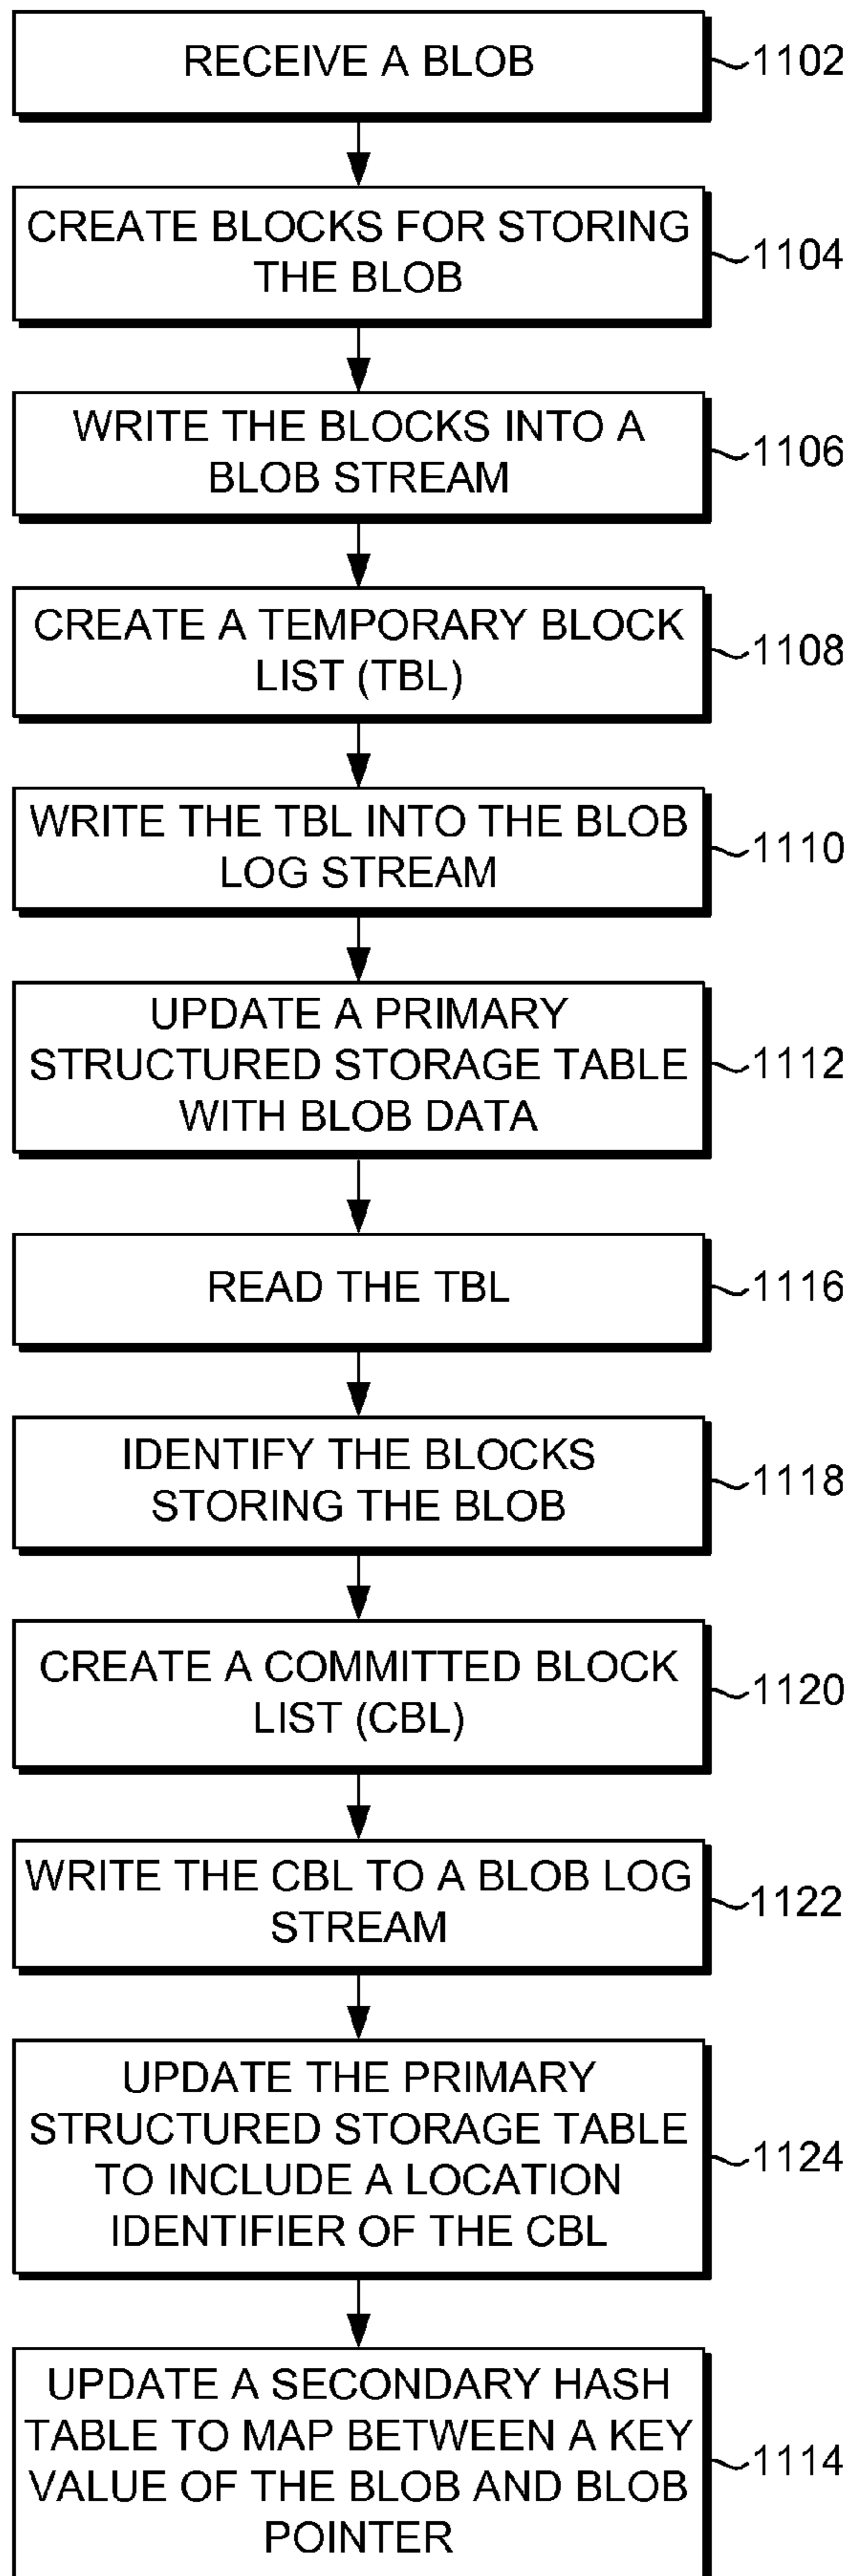 RECEIVE A BLOB
1102
CREATE BLOCKS FOR STORING
THE BLOB
1104
WRITE THE BLOCKS INTO A
BLOB STREAM
1106
CREATE A TEMPORARY BLOCK
LIST (TBL)
1108
WRITE THE TBL INTO THE BLOB
LOG STREAM
1110
UPDATE A PRIMARY
STRUCTURED STORAGE TABLE
WITH BLOB DATA
1112
READ THE TBL
1116
IDENTIFY THE BLOCKS
STORING THE BLOB
1118
CREATE A COMMITTED BLOCK
LIST (CBL)
1120
WRITE THE CBL TO A BLOB LOG
STREAM
1122
UPDATE THE PRIMARY
STRUCTURED STORAGE TABLE
TO INCLUDE A LOCATION
IDENTIFIER OF THE CBL
1124
UPDATE A SECONDARY HASH
TABLE TO MAP BETWEEN A KEY
VALUE OF THE BLOB AND BLOB
POINTER
1114